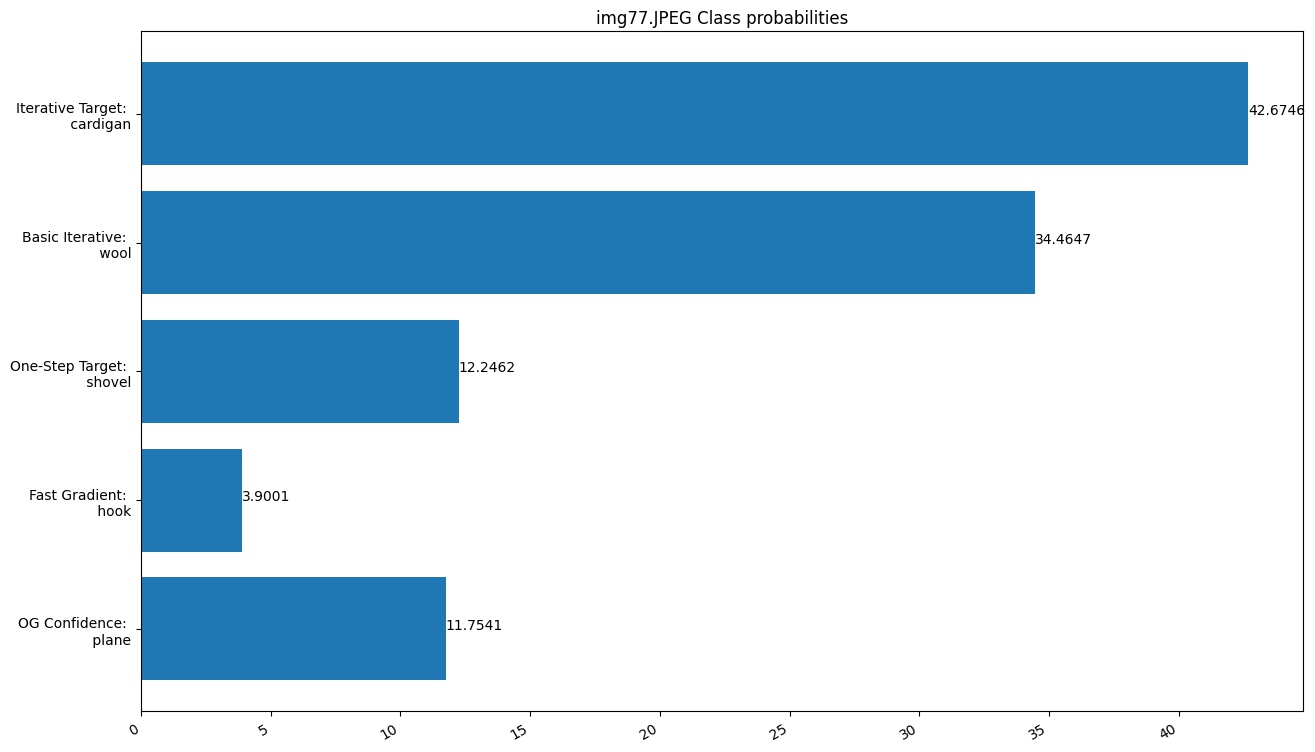 img77.JPEG Class probabilities
Iterative Target:
cardigan
42.6746
Basic Iterative:
wool
34.4647
One-Step Target:
shovel
12.2462
Fast Gradient:
hook
3.9001
OG Confidence:
plane
11.7541
0 5 10 15 20 25 30 35 40